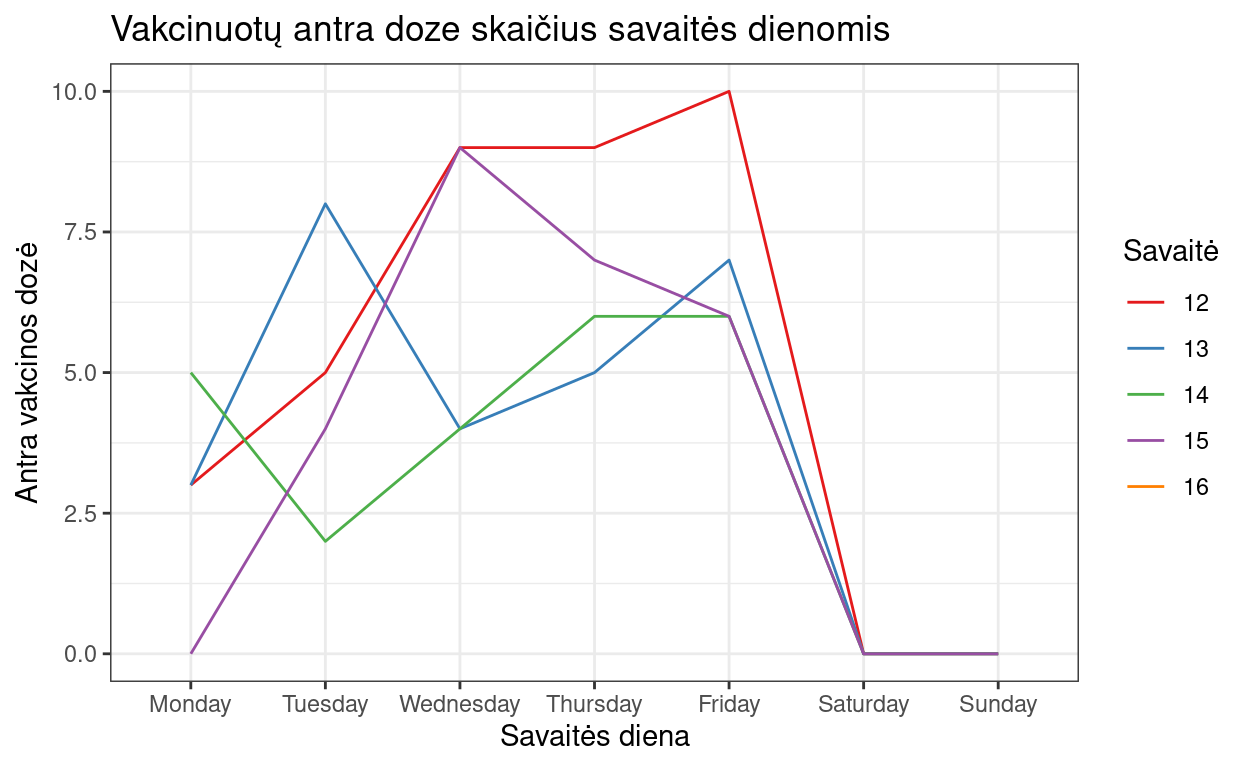 Vakcinuotų antra doze skaičius savaitės dienomis
Antra vakcinos dozė
10.0
7.5
5.0
2.5
0.0
Monday Tuesday Wednesday Thursday Friday Saturday Sunday
Savaitės diena
Savaitė
12
13
14
15
16